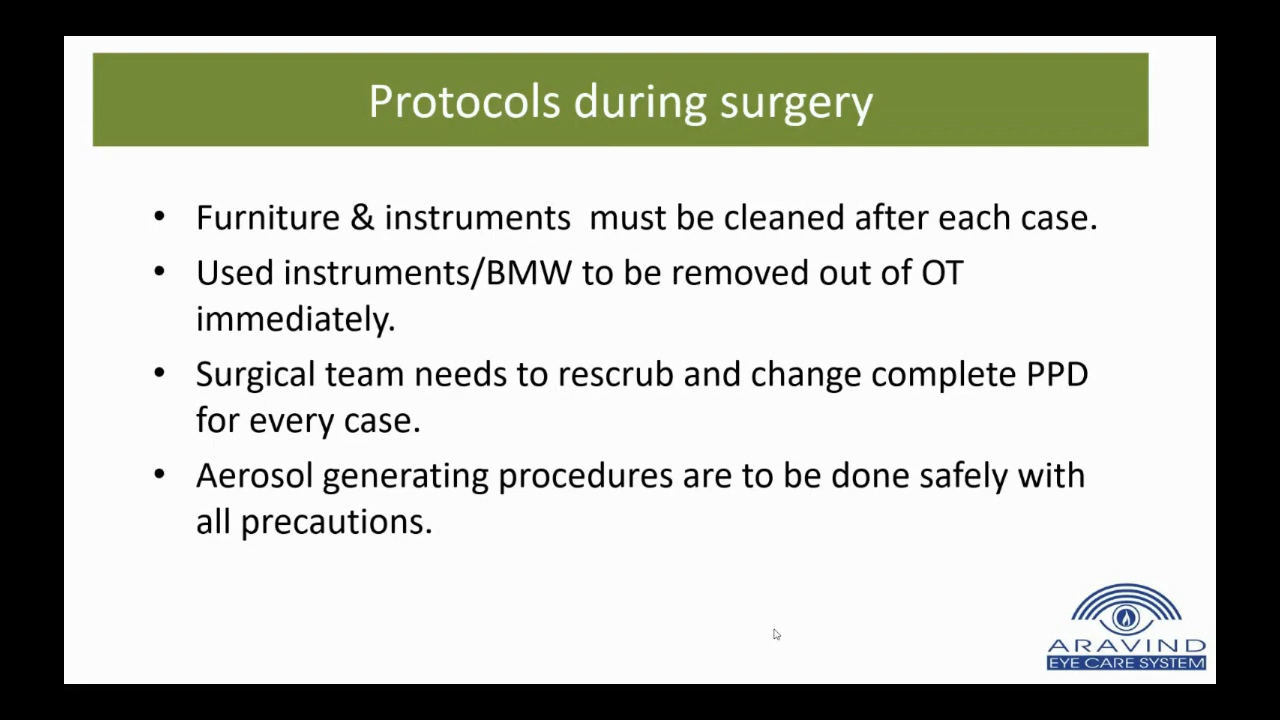 Protocols during surgery
• Furniture & instruments  must be cleaned after each case.
• Used instruments/BMW to be removed out of OT
immediately.
• Surgical team needs to rescrub and change complete PPD
for every case.
• Aerosol generating procedures are to be done safely with
all precautions.
ARAVIND
EYE CARE SYSTEM